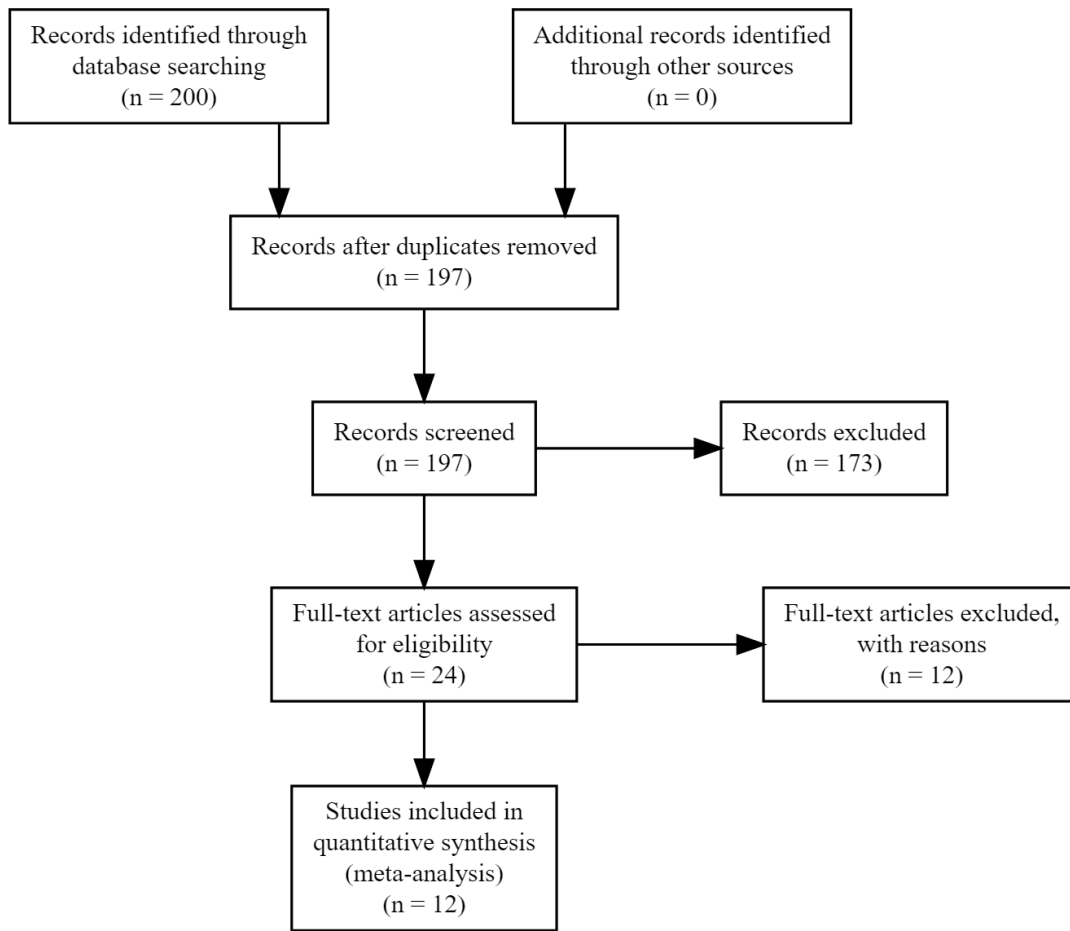 Records identified through
database searching
(n = 200)
Additional records identified
through other sources
(n = 0)
Records after duplicates removed
(n = 197)
Records screened
(n = 197)
Records excluded
(n = 173)
Full-text articles assessed
for eligibility
(n = 24)
Full-text articles excluded,
with reasons
(n = 12)
Studies included in
quantitative synthesis
(meta-analysis)
(n = 12)